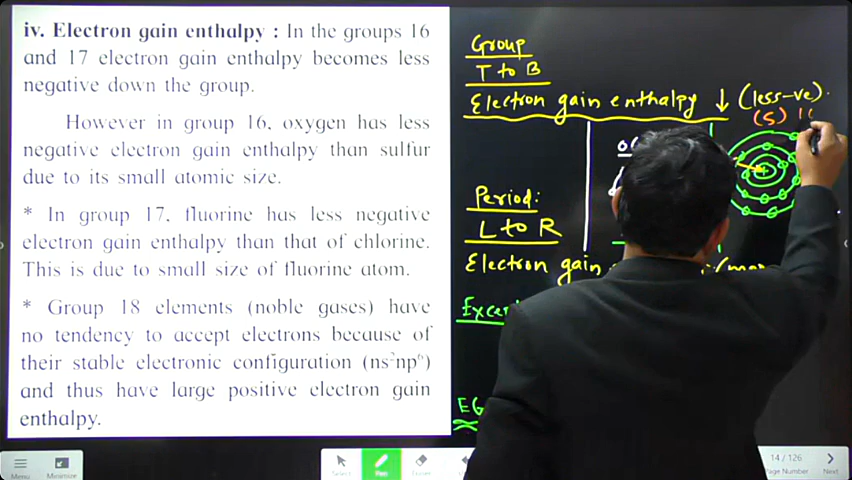 iv. Electron gain enthalpy : In the groups 16
and 17 electron gain enthalpy becomes less
negative down the group.
However in group 16, oxygen has less
negative electron gain enthalpy than sulfur
due to its small atomic size.
* In group 17, fluorine has less negative
electron gain enthalpy than that of chlorine.
This is due to small size of fluorine atom.
* Group 18 elements (noble gases) have
no tendency to accept electrons because of
their stable electronic configuration (ns²np⁶)
and thus have large positive electron gain
enthalpy.
Group
T to B
Electron gain enthalpy ↓ (less-ve).
(S)
Period:
L to R
Electron gain
Menu
Minimize
Select
Pen
Eraser
14 / 126
Page Number
Next